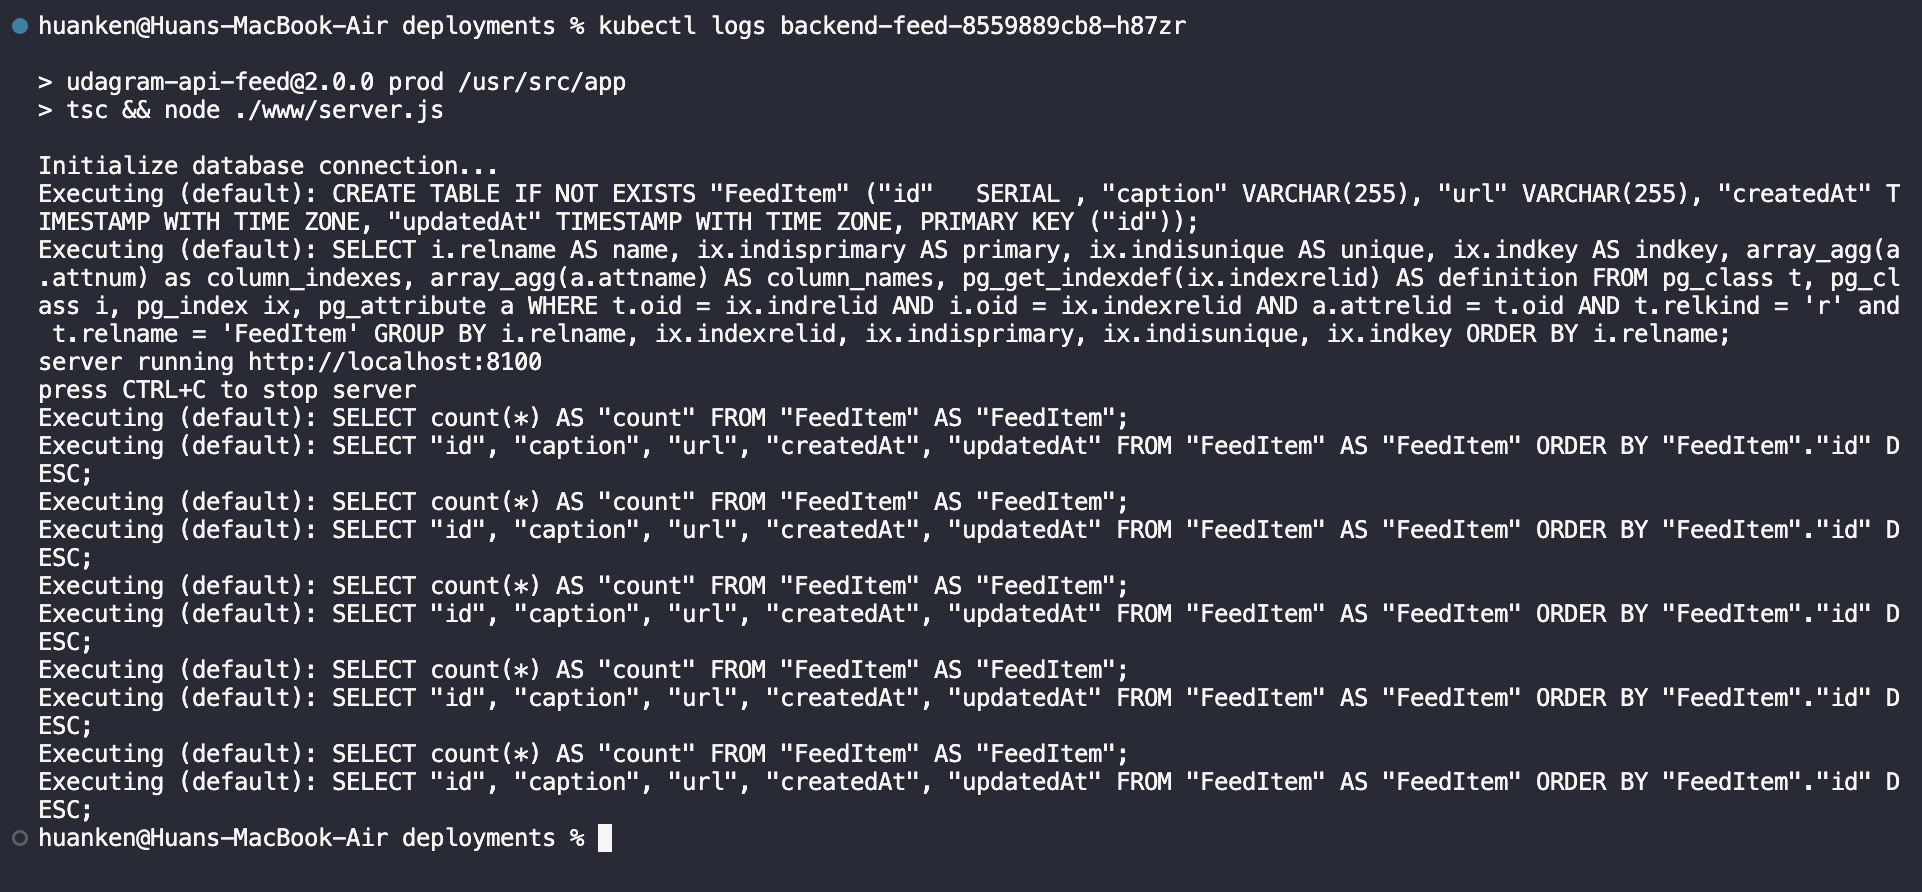 huanken@Huans-MacBook-Air deployments % kubectl logs backend-feed-8559889cb8-h87zr
> udagram-api-feed@2.0.0 prod /usr/src/app
> tsc && node ./www/server.js
Initialize database connection...
Executing (default): CREATE TABLE IF NOT EXISTS "FeedItem" ("id"   SERIAL , "caption" VARCHAR(255), "url" VARCHAR(255), "createdAt" T
IMESTAMP WITH TIME ZONE, "updatedAt" TIMESTAMP WITH TIME ZONE, PRIMARY KEY ("id"));
Executing (default): SELECT i.relname AS name, ix.indisprimary AS primary, ix.indisunique AS unique, ix.indkey AS indkey, array_agg(a
.attnum) as column_indexes, array_agg(a.attname) AS column_names, pg_get_indexdef(ix.indexrelid) AS definition FROM pg_class t, pg_cl
ass i, pg_index ix, pg_attribute a WHERE t.oid = ix.indrelid AND i.oid = ix.indexrelid AND a.attrelid = t.oid AND t.relkind = 'r' and
 t.relname = 'FeedItem' GROUP BY i.relname, ix.indexrelid, ix.indisprimary, ix.indisunique, ix.indkey ORDER BY i.relname;
server running http://localhost:8100
press CTRL+C to stop server
Executing (default): SELECT count(*) AS "count" FROM "FeedItem" AS "FeedItem";
Executing (default): SELECT "id", "caption", "url", "createdAt", "updatedAt" FROM "FeedItem" AS "FeedItem" ORDER BY "FeedItem"."id" D
ESC;
Executing (default): SELECT count(*) AS "count" FROM "FeedItem" AS "FeedItem";
Executing (default): SELECT "id", "caption", "url", "createdAt", "updatedAt" FROM "FeedItem" AS "FeedItem" ORDER BY "FeedItem"."id" D
ESC;
Executing (default): SELECT count(*) AS "count" FROM "FeedItem" AS "FeedItem";
Executing (default): SELECT "id", "caption", "url", "createdAt", "updatedAt" FROM "FeedItem" AS "FeedItem" ORDER BY "FeedItem"."id" D
ESC;
Executing (default): SELECT count(*) AS "count" FROM "FeedItem" AS "FeedItem";
Executing (default): SELECT "id", "caption", "url", "createdAt", "updatedAt" FROM "FeedItem" AS "FeedItem" ORDER BY "FeedItem"."id" D
ESC;
Executing (default): SELECT count(*) AS "count" FROM "FeedItem" AS "FeedItem";
Executing (default): SELECT "id", "caption", "url", "createdAt", "updatedAt" FROM "FeedItem" AS "FeedItem" ORDER BY "FeedItem"."id" D
ESC;
huanken@Huans-MacBook-Air deployments %